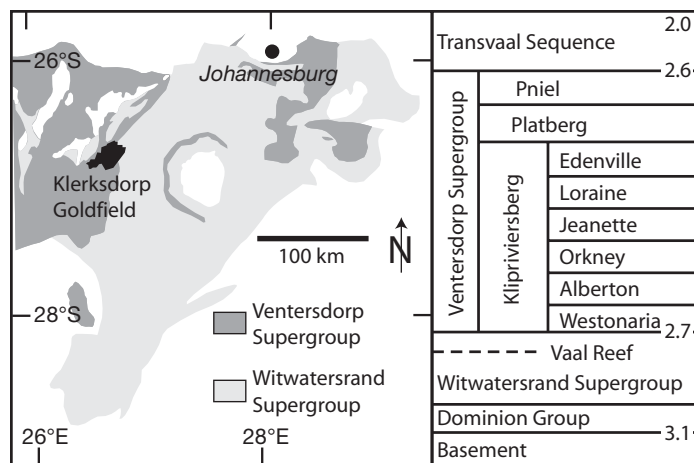 26°S
Johannesburg
Klerksdorp
Goldfield
100 km
N
28°S
Ventersdorp
Supergroup
Witwatersrand
Supergroup
26°E
28°E
2.0
Transvaal Sequence
2.6
Ventersdorp Supergroup
Pniel
Platberg
Klipriviersberg
Edenville
Loraine
Jeanette
Orkney
Alberton
Westonaria
2.7
Vaal Reef
Witwatersrand Supergroup
Dominion Group
3.1
Basement